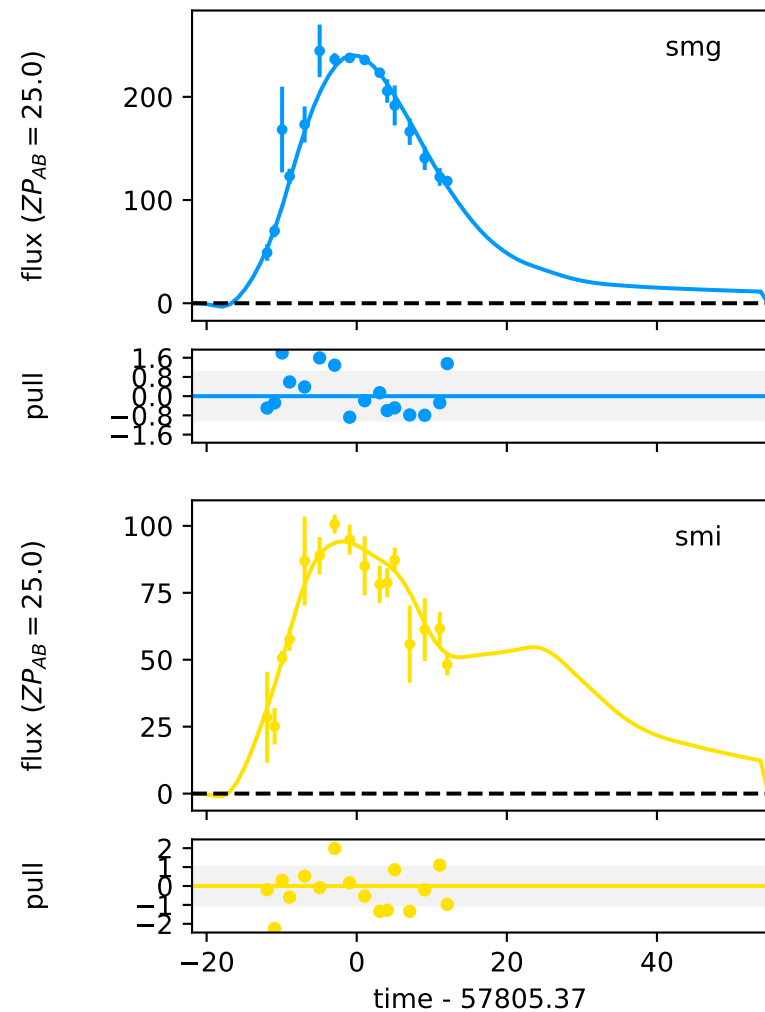 flux (ZP_AB = 25.0)
200
100
0
smg
pull
1.6
0.8
0.0
−0.8
−1.6
flux (ZP_AB = 25.0)
100
75
50
25
0
smi
pull
2
1
0
−1
−2
−20 0 20 40
time - 57805.37